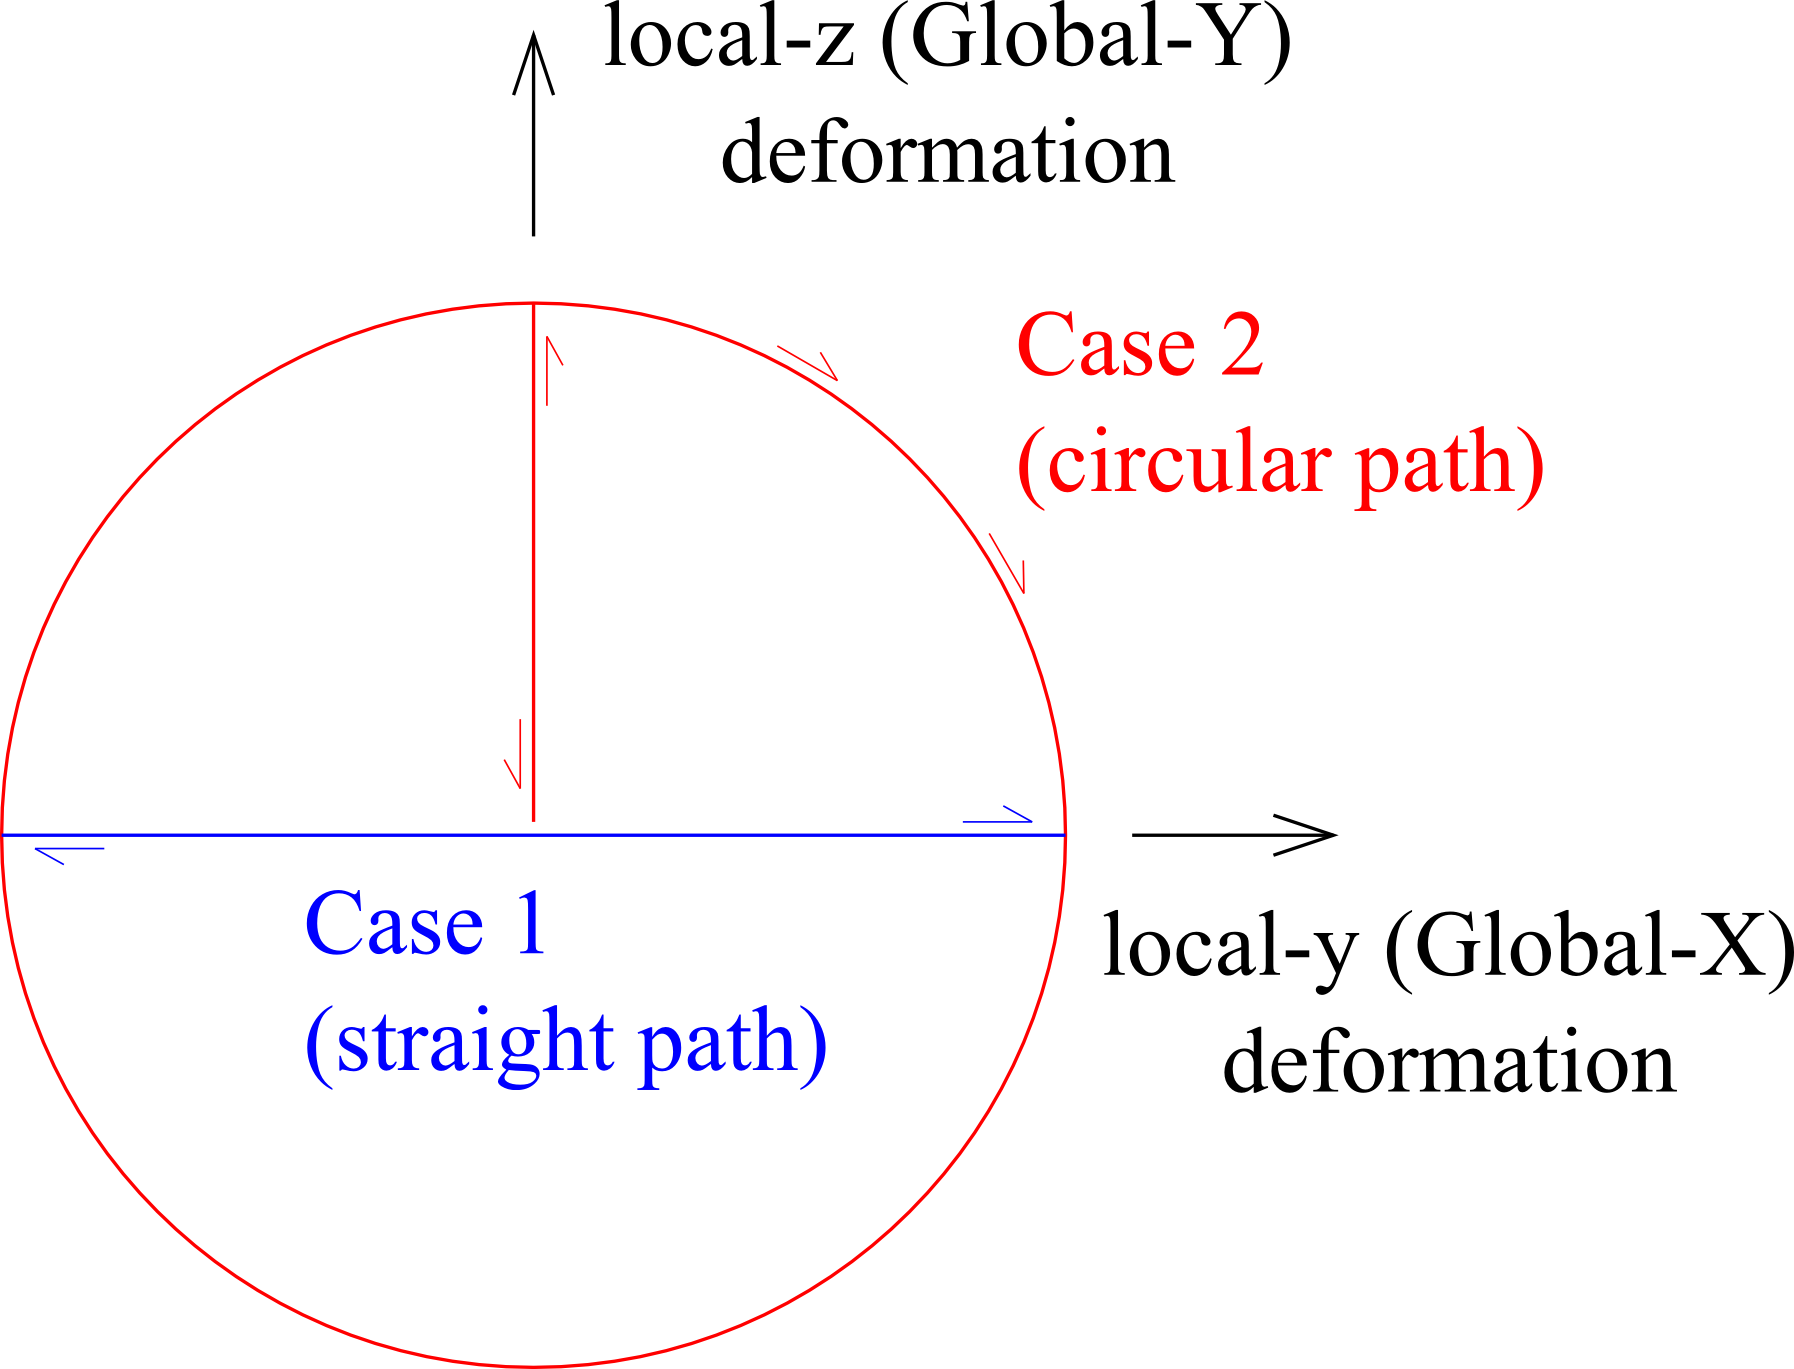 local-z (Global-Y)
deformation
Case 2
(circular path)
Case 1
(straight path)
local-y (Global-X)
deformation